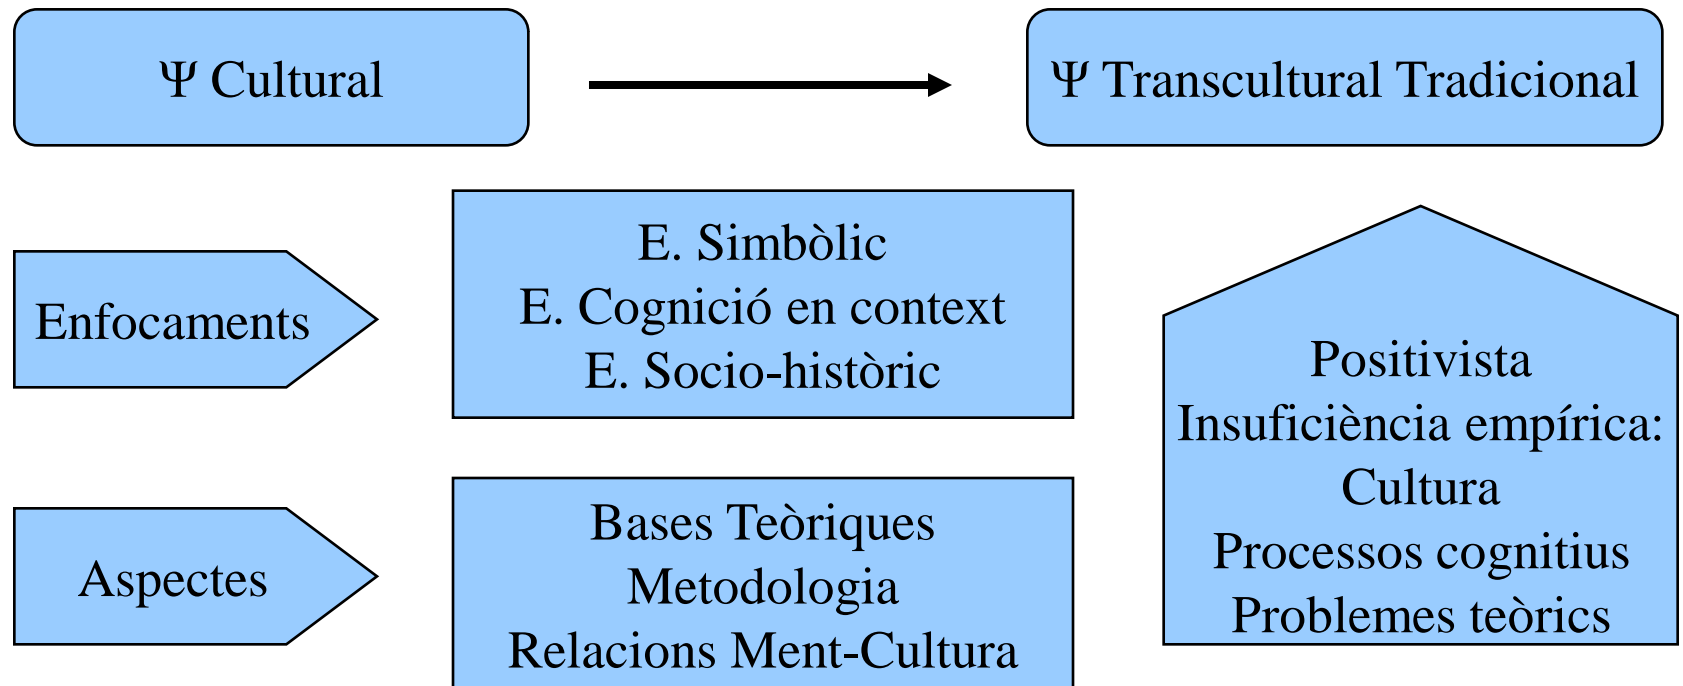 Ψ Cultural
Ψ Transcultural Tradicional
Enfocaments
E. Simbòlic
E. Cognició en context
E. Socio-històric
Aspectes
Bases Teòriques
Metodologia
Relacions Ment-Cultura
Positivista
Insuficiència empírica:
Cultura
Processos cognitius
Problemes teòrics